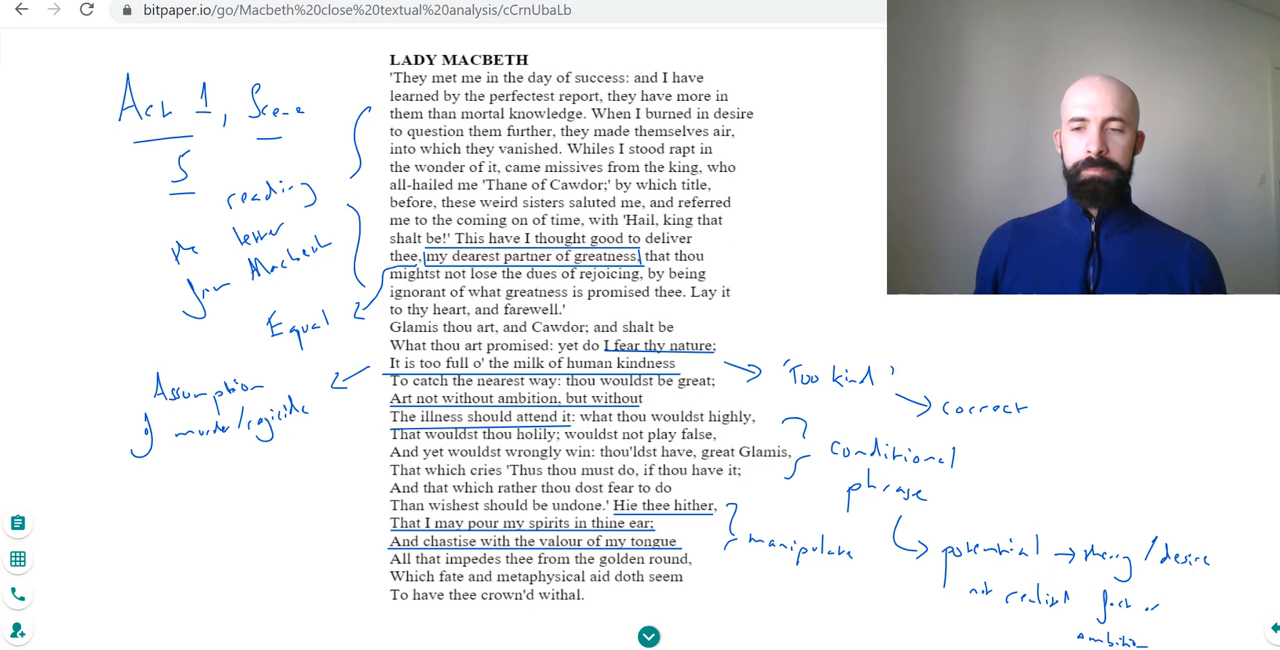 bitpaper.io/go/Macbeth%20close%20textual%20analysis/cCrnUbaLb
Act 1, Scene
5
reading
the letter
from Macbeth
Equal
Assumption
of murder/regicide
LADY MACBETH
'They met me in the day of success: and I have
learned by the perfectest report, they have more in
them than mortal knowledge. When I burned in desire
to question them further, they made themselves air,
into which they vanished. Whiles I stood rapt in
the wonder of it, came missives from the king, who
all-hailed me 'Thane of Cawdor;' by which title,
before, these weird sisters saluted me, and referred
me to the coming on of time, with 'Hail, king that
shalt be!' This have I thought good to deliver
thee, my dearest partner of greatness, that thou
mightst not lose the dues of rejoicing, by being
ignorant of what greatness is promised thee. Lay it
to thy heart, and farewell.'
Glamis thou art, and Cawdor; and shalt be
What thou art promised: yet do I fear thy nature;
It is too full o' the milk of human kindness
To catch the nearest way: thou wouldst be great;
Art not without ambition, but without
The illness should attend it: what thou wouldst highly,
That wouldst thou holily; wouldst not play false,
And yet wouldst wrongly win: thou'ldst have, great Glamis,
That which cries 'Thus thou must do, if thou have it;
And that which rather thou dost fear to do
Than wishest should be undone.' Hie thee hither,
That I may pour my spirits in thine ear;
And chastise with the valour of my tongue
All that impedes thee from the golden round,
Which fate and metaphysical aid doth seem
To have thee crown'd withal.
'Too kind'
correct
conditional
phrase
manipulate
potential → /desire
not
ambition